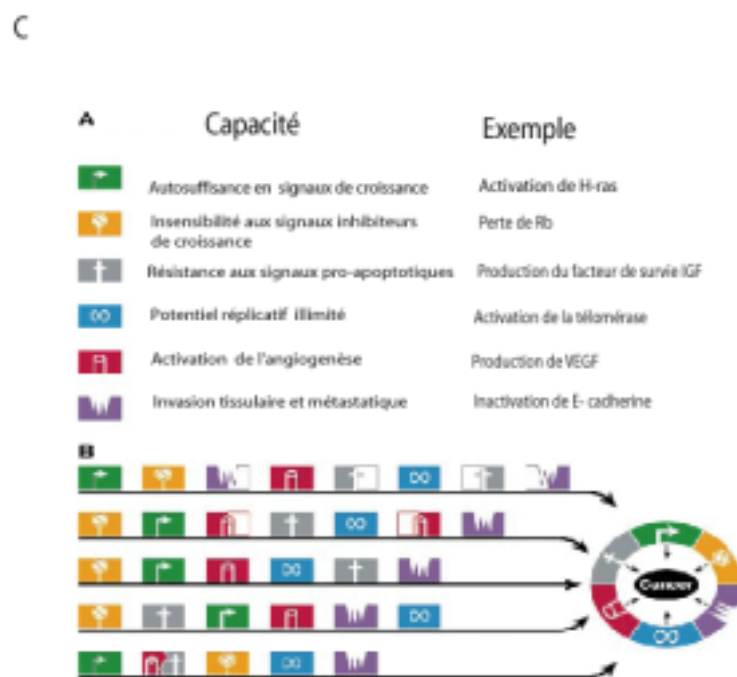 C
A
Capacité Exemple
Autosuffisance en signaux de croissance Activation de H-ras
Insensibilité aux signaux inhibiteurs
de croissance
Perte de Rb
Résistance aux signaux pro-apoptotiques Production du facteur de survie IGF
Potentiel réplicatif illimité Activation de la télomérase
Activation de l'angiogenèse Production de VEGF
Invasion tissulaire et métastatique Inactivation de E- cadherine
B
Cancer